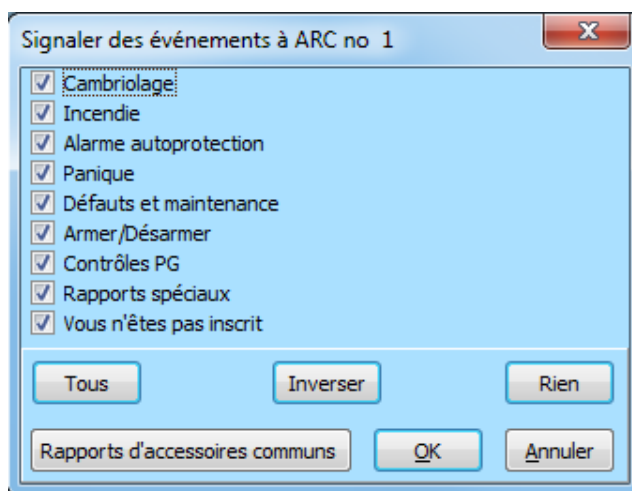 Signaler des événements à ARC no 1
Cambriolage
Incendie
Alarme autoprotection
Panique
Défauts et maintenance
Armer/Désarmer
Contrôles PG
Rapports spéciaux
Vous n'êtes pas inscrit
Tous Inverser Rien
Rapports d'accessoires communs OK Annuler